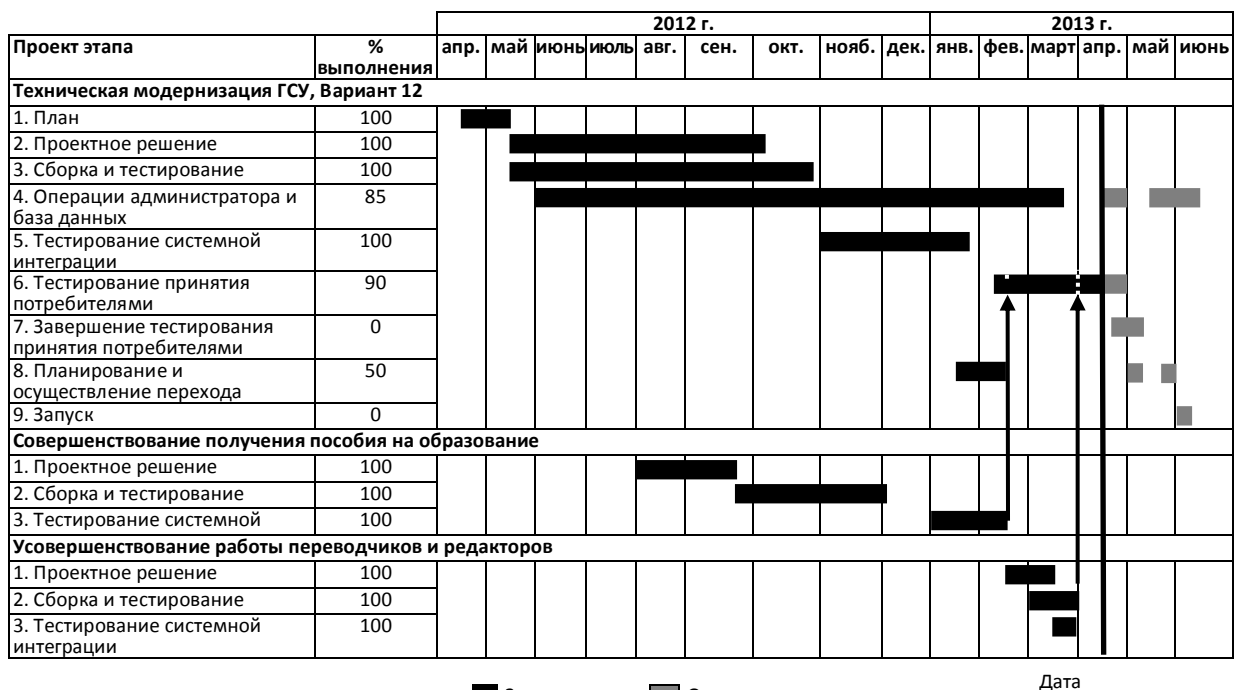 2012 г. 2013 г.
Проект этапа % апр. май июнь июль авг. сен. окт. нояб. дек. янв. фев. март апр. май июнь
выполнения
Техническая модернизация ГСУ, Вариант 12
1. План 100
2. Проектное решение 100
3. Сборка и тестирование 100
4. Операции администратора и 85
база данных
5. Тестирование системной 100
интеграции
6. Тестирование принятия 90
потребителями
7. Завершение тестирования 0
принятия потребителями
8. Планирование и 50
осуществление перехода
9. Запуск 0
Совершенствование получения пособия на образование
1. Проектное решение 100
2. Сборка и тестирование 100
3. Тестирование системной 100
Усовершенствование работы переводчиков и редакторов
1. Проектное решение 100
2. Сборка и тестирование 100
3. Тестирование системной 100
интеграции
Дата